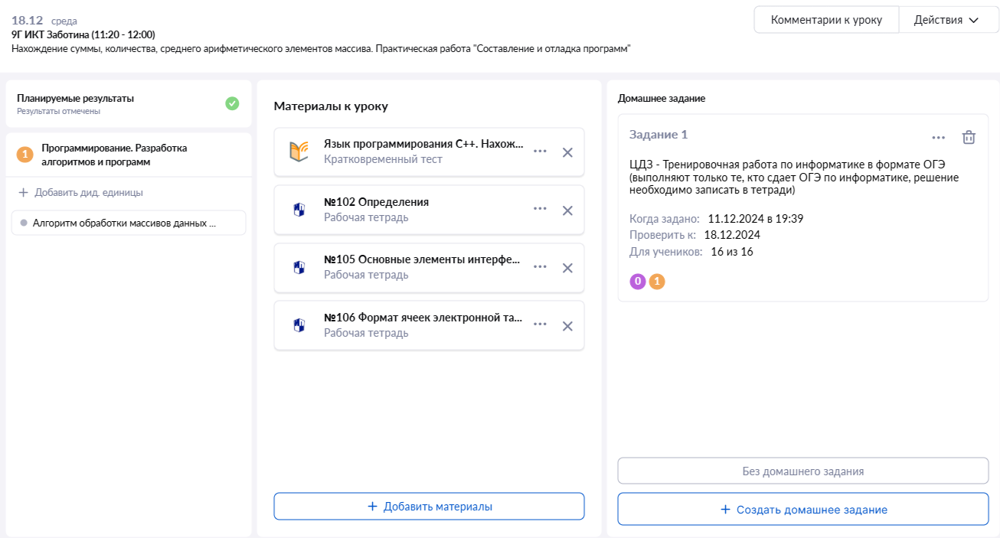 18.12 среда
9Г ИКТ Заботина (11:20 - 12:00)
Нахождение суммы, количества, среднего арифметического элементов массива. Практическая работа "Составление и отладка программ"
Комментарии к уроку
Действия
Планируемые результаты
Результаты отмечены
1
Программирование. Разработка
алгоритмов и программ
+ Добавить дид. единицы
Алгоритм обработки массивов данных ...
Материалы к уроку
Язык программирования C++. Нахож...
Кратковременный тест
№102 Определения
Рабочая тетрадь
№105 Основные элементы интерфе...
Рабочая тетрадь
№106 Формат ячеек электронной та...
Рабочая тетрадь
+ Добавить материалы
Домашнее задание
Задание 1
ЦДЗ - Тренировочная работа по информатике в формате ОГЭ
(выполняют только те, кто сдает ОГЭ по информатике, решение
необходимо записать в тетради)
Когда задано: 11.12.2024 в 19:39
Проверить к: 18.12.2024
Для учеников: 16 из 16
0 1
Без домашнего задания
+ Создать домашнее задание